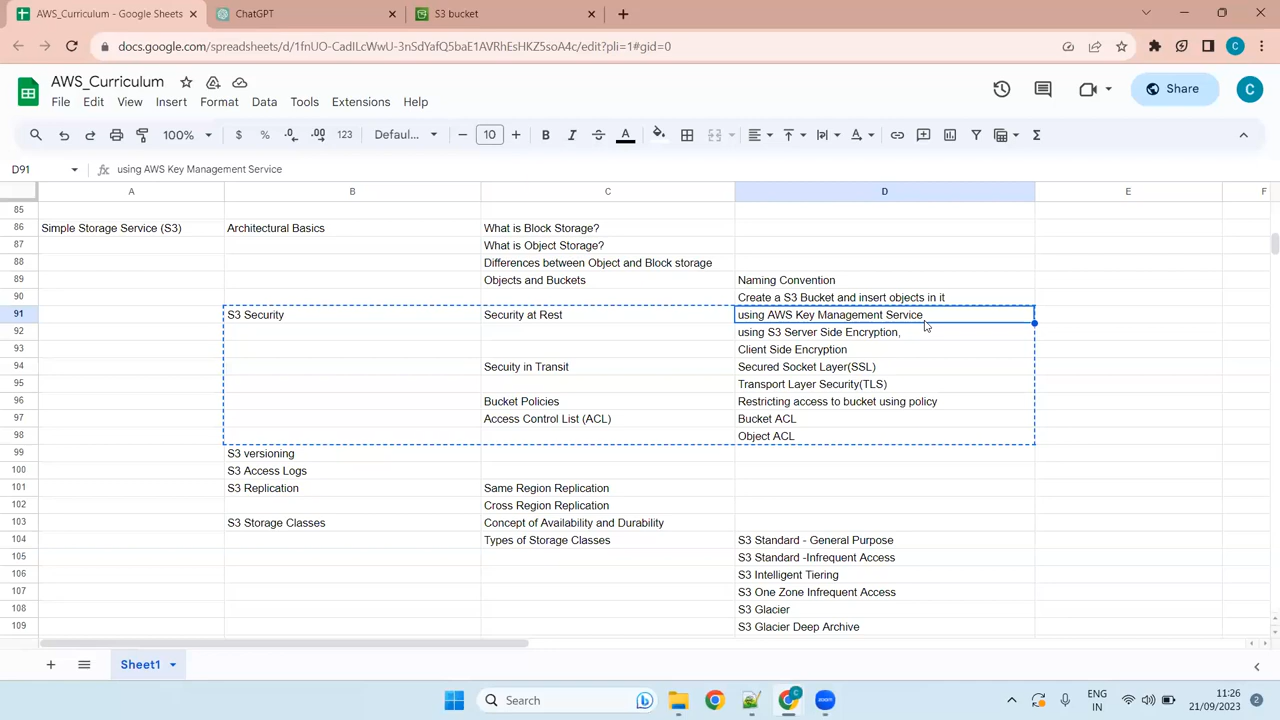 AWS_Curriculum - Google Sheets
ChatGPT
S3 bucket
docs.google.com/spreadsheets/d/1fnUO-CadILcWwU-3nSdYafQ5baE1AVRhEsHKZ5soA4c/edit?pli=1#gid=0
C
AWS_Curriculum
File Edit View Insert Format Data Tools Extensions Help
Share
C
100% $ % .0 .00 123 Defaul... 10 B I S A
D91 fx using AWS Key Management Service
A B C D E F
85
86 Simple Storage Service (S3) Architectural Basics What is Block Storage?
87 What is Object Storage?
88 Differences between Object and Block storage
89 Objects and Buckets Naming Convention
90 Create a S3 Bucket and insert objects in it
91 S3 Security Security at Rest using AWS Key Management Service
92 using S3 Server Side Encryption,
93 Client Side Encryption
94 Secuity in Transit Secured Socket Layer(SSL)
95 Transport Layer Security(TLS)
96 Bucket Policies Restricting access to bucket using policy
97 Access Control List (ACL) Bucket ACL
98 Object ACL
99 S3 versioning
100 S3 Access Logs
101 S3 Replication Same Region Replication
102 Cross Region Replication
103 S3 Storage Classes Concept of Availability and Durability
104 Types of Storage Classes S3 Standard - General Purpose
105 S3 Standard -Infrequent Access
106 S3 Intelligent Tiering
107 S3 One Zone Infrequent Access
108 S3 Glacier
109 S3 Glacier Deep Archive
Sheet1
Search
C
zoom
ENG
IN
11:26
21/09/2023
2